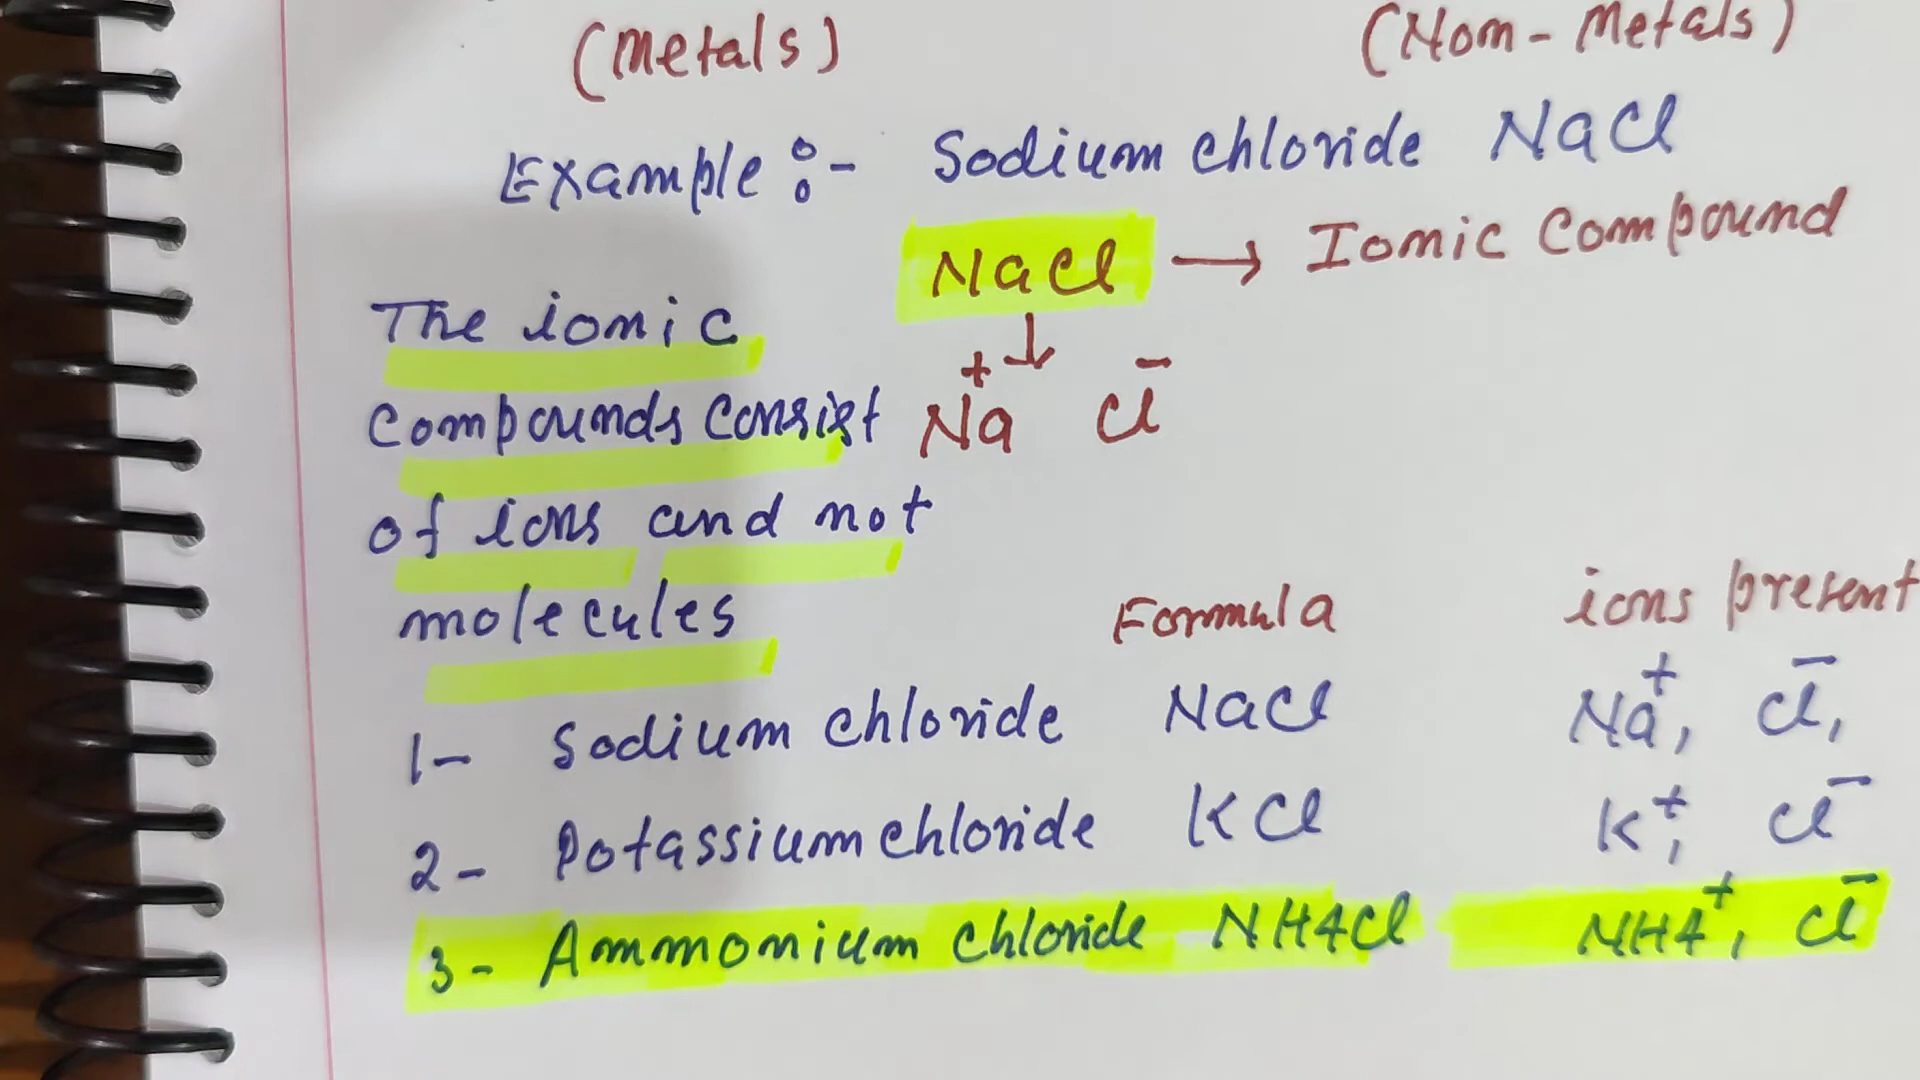 (Metals) (Non-Metals)
Example :- Sodium chloride NaCl
NaCl → Ionic Compound
The ionic
↓
compounds consist Na⁺ Cl⁻
of ions and not
molecules Formula ions present
1- Sodium chloride NaCl Na⁺, Cl⁻,
2- Potassium chloride KCl K⁺, Cl⁻
3- Ammonium chloride NH4Cl NH4⁺, Cl⁻